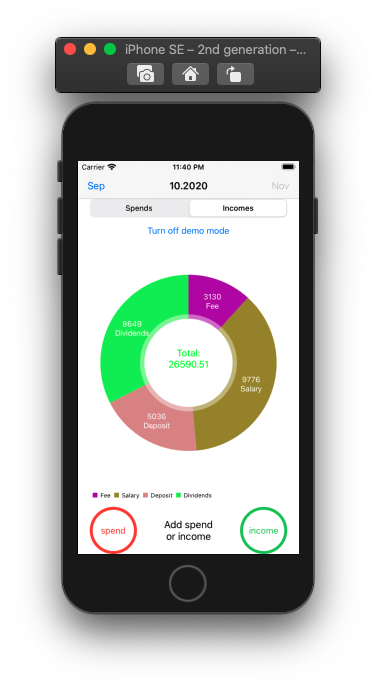 iPhone SE – 2nd generation –...
Carrier 11:40 PM
Sep 10.2020 Nov
Spends Incomes
Turn off demo mode
3130
Fee
8649
Dividends
Total:
26590.51
9776
Salary
5036
Deposit
Fee Salary Deposit Dividends
spend
Add spend
or income
income